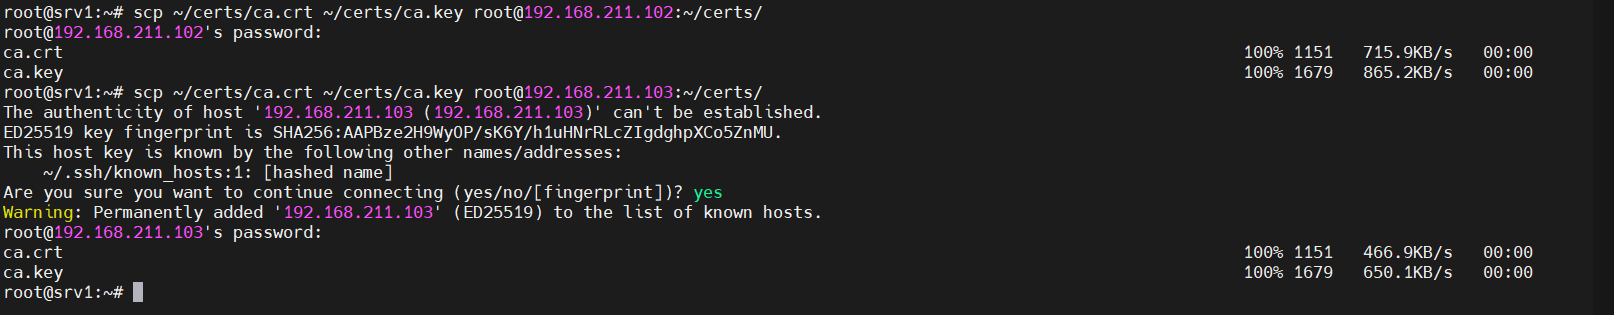 root@srv1:~# scp ~/certs/ca.crt ~/certs/ca.key root@192.168.211.102:~/certs/
root@192.168.211.102's password:
ca.crt 100% 1151 715.9KB/s 00:00
ca.key 100% 1679 865.2KB/s 00:00
root@srv1:~# scp ~/certs/ca.crt ~/certs/ca.key root@192.168.211.103:~/certs/
The authenticity of host '192.168.211.103 (192.168.211.103)' can't be established.
ED25519 key fingerprint is SHA256:AAPBze2H9WyOP/sK6Y/h1uHNrRLcZIgdghpXCo5ZnMU.
This host key is known by the following other names/addresses:
~/.ssh/known_hosts:1: [hashed name]
Are you sure you want to continue connecting (yes/no/[fingerprint])? yes
Warning: Permanently added '192.168.211.103' (ED25519) to the list of known hosts.
root@192.168.211.103's password:
ca.crt 100% 1151 466.9KB/s 00:00
ca.key 100% 1679 650.1KB/s 00:00
root@srv1:~#